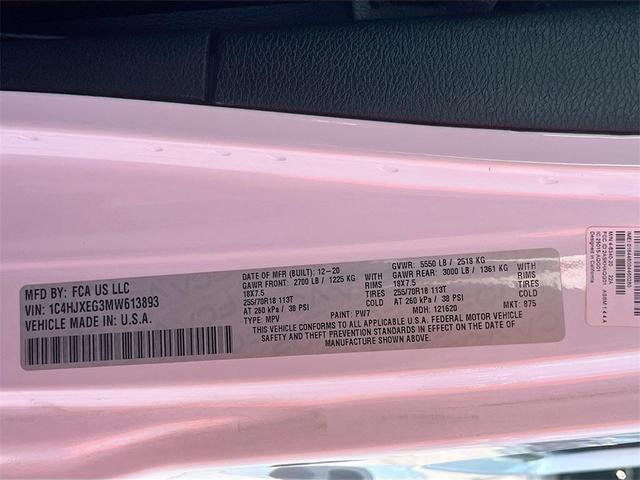 MFD BY: FCA US LLC
VIN: 1C4HJXEG3MW613893
VEHICLE MADE IN: U.S.A.
DATE OF MFR (BUILT): 12-20
GAWR FRONT: 2700 LB / 1225 KG WITH
18X7.5 TIRES
255/70R18 113T COLD
AT 260 kPa / 38 PSI
TYPE: MPV PAINT: PW7
GVWR: 5550 LB / 2518 KG
GAWR REAR: 3000 LB / 1361 KG WITH
18X7.5 TIRES
255/70R18 113T COLD
AT 260 kPa / 38 PSI
MDH: 121620 MKT: 875
THIS VEHICLE CONFORMS TO ALL APPLICABLE U.S.A. FEDERAL MOTOR VEHICLE
SAFETY AND THEFT PREVENTION STANDARDS IN EFFECT ON THE DATE OF
MANUFACTURE SHOWN ABOVE.
Designed in California